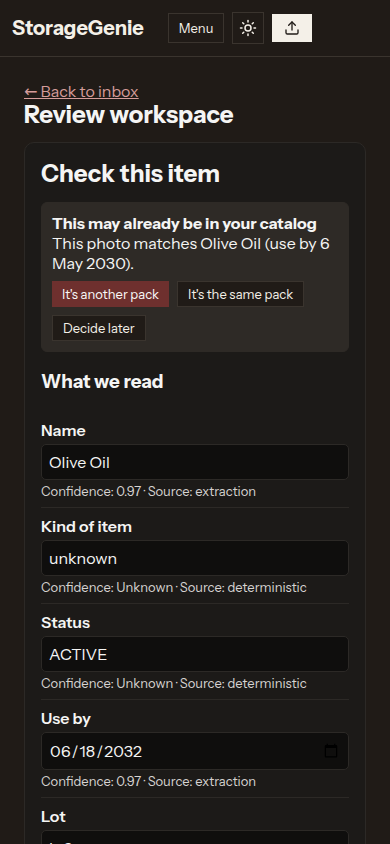 StorageGenie
Menu
← Back to inbox
Review workspace
Check this item
This may already be in your catalog
This photo matches Olive Oil (use by 6
May 2030).
It's another pack
It's the same pack
Decide later
What we read
Name
Olive Oil
Confidence: 0.97 · Source: extraction
Kind of item
unknown
Confidence: Unknown · Source: deterministic
Status
ACTIVE
Confidence: Unknown · Source: deterministic
Use by
06/18/2032
Confidence: 0.97 · Source: extraction
Lot